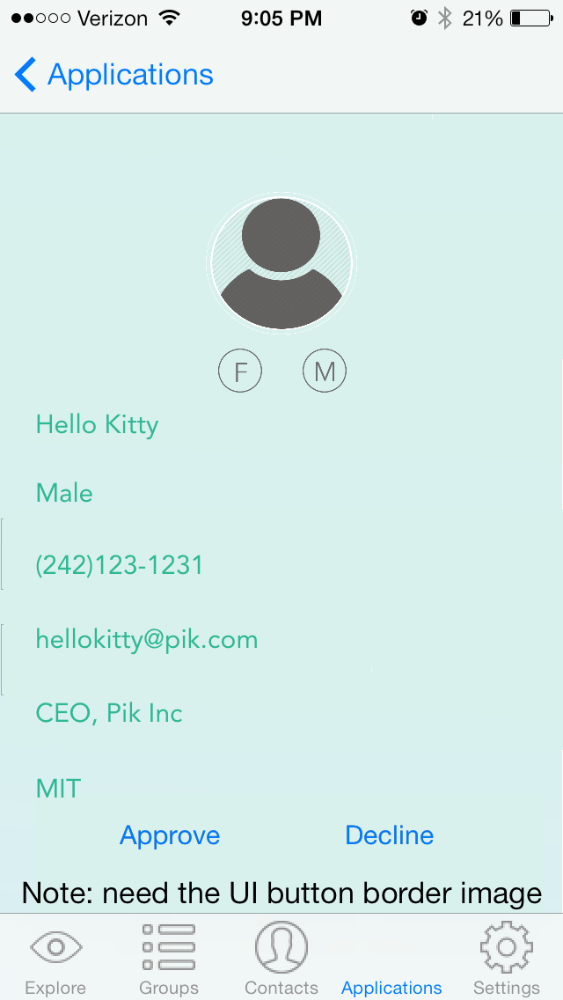 Verizon 9:05 PM 21%
Applications
F M
Hello Kitty
Male
(242)123-1231
hellokitty@pik.com
CEO, Pik Inc
MIT
Approve Decline
Note: need the UI button border image
Explore Groups Contacts Applications Settings